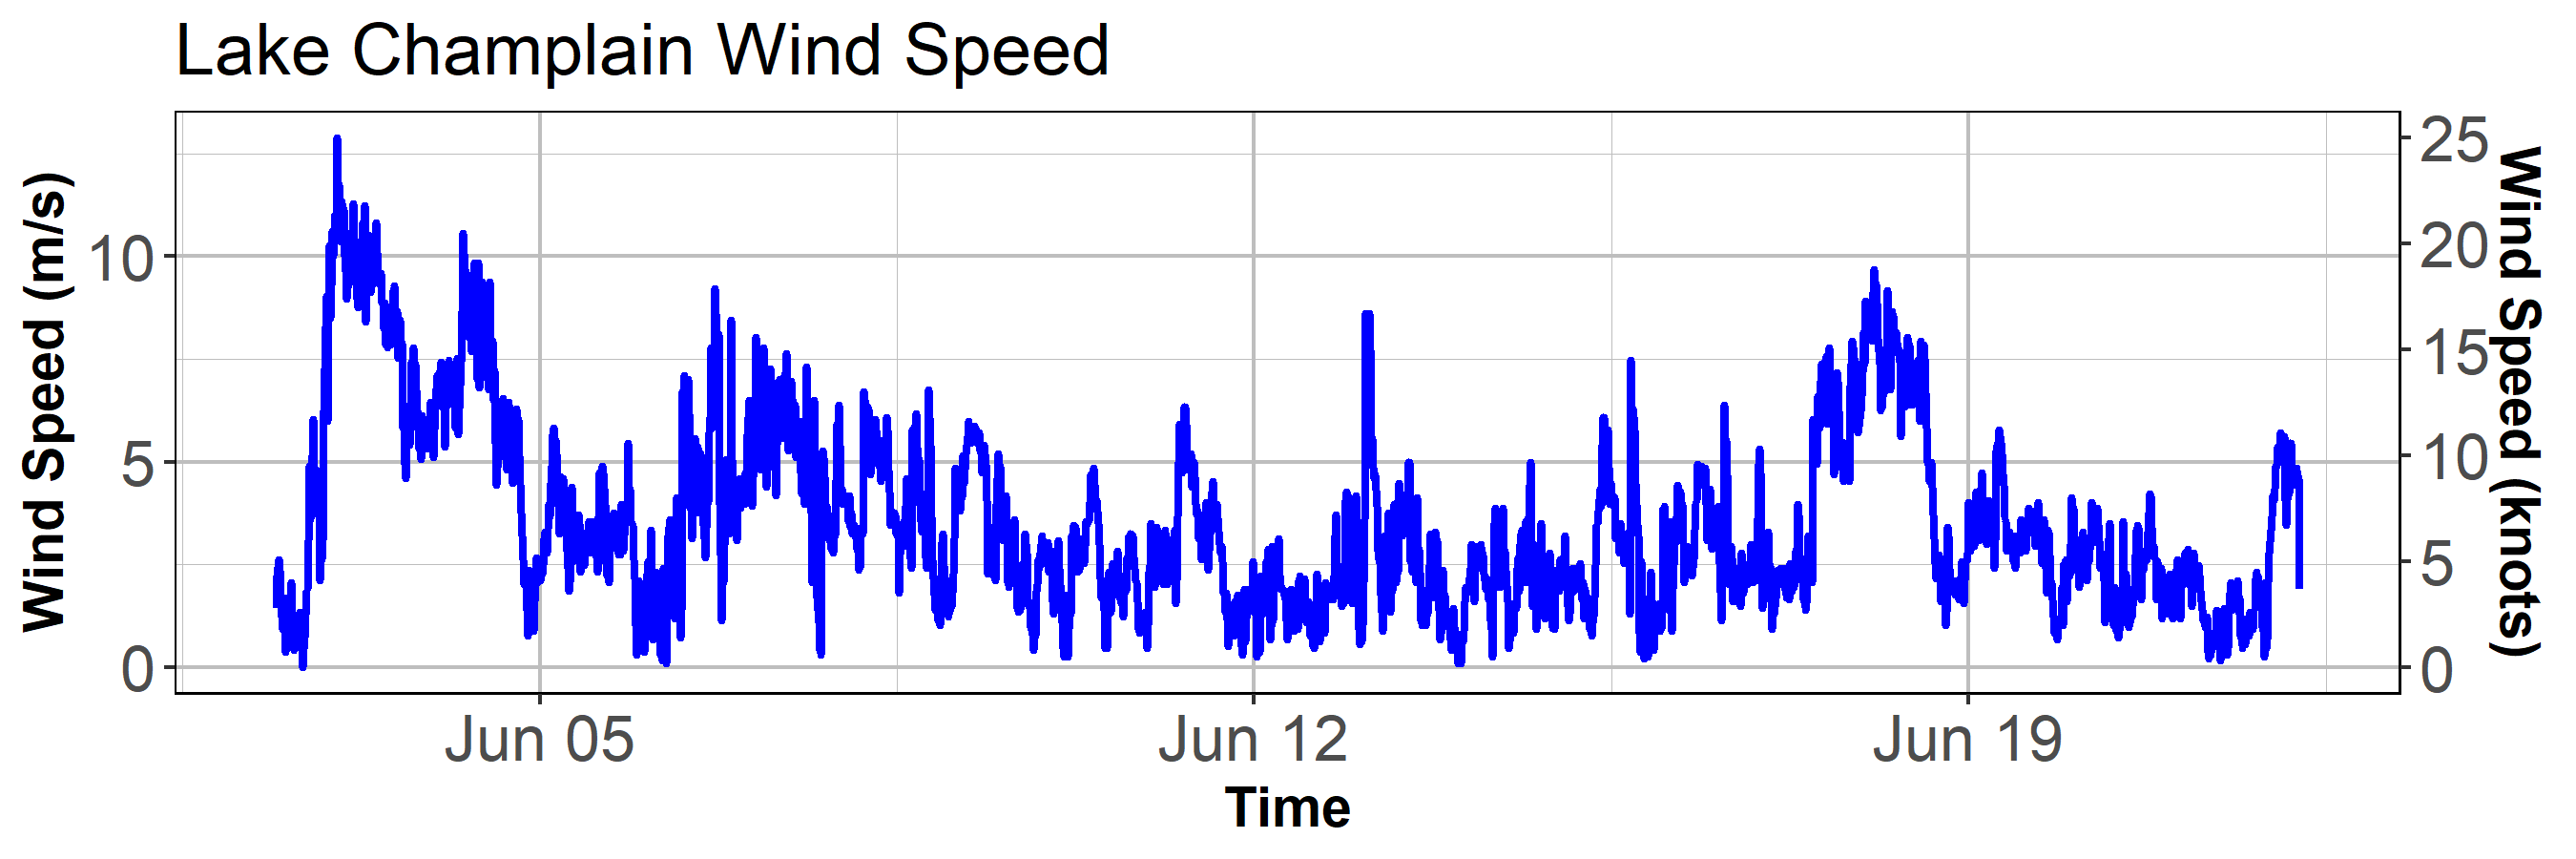 Lake Champlain Wind Speed
Wind Speed (m/s)
10
5
0
25
20
15
10
5
0
Wind Speed (knots)
Jun 05
Jun 12
Jun 19
Time